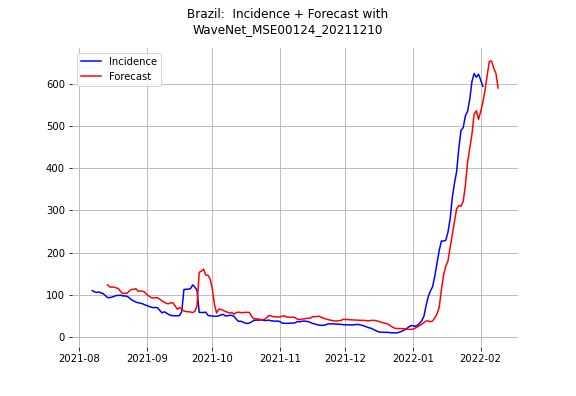 Brazil:  Incidence + Forecast with
WaveNet_MSE00124_20211210
Incidence
Forecast
600
500
400
300
200
100
0
2021-08 2021-09 2021-10 2021-11 2021-12 2022-01 2022-02